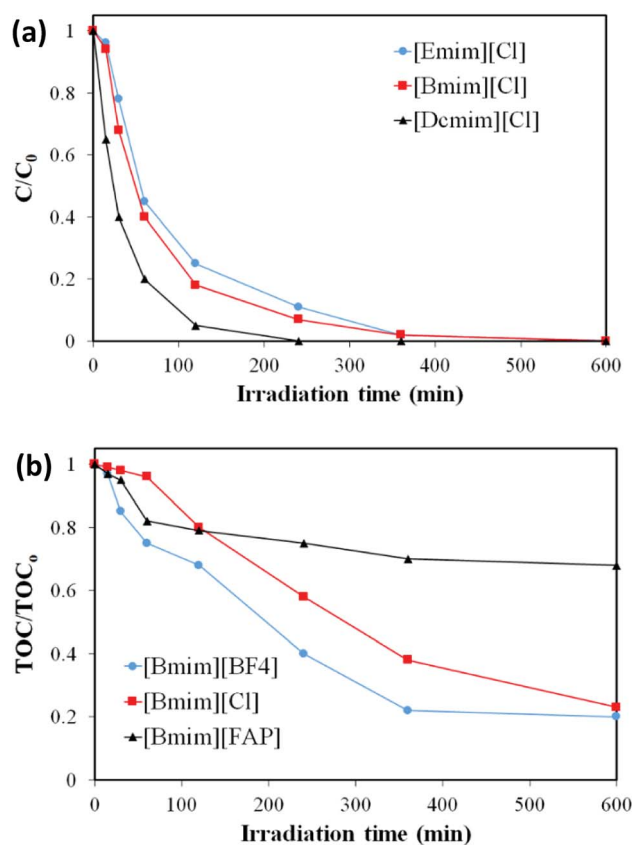 (a)
1
0.8
0.6
0.4
0.2
0
C/C₀
[Emim][Cl]
[Bmim][Cl]
[Dcmim][Cl]
0 100 200 300 400 500 600
Irradiation time (min)
(b)
1
0.8
0.6
0.4
0.2
0
TOC/TOCₒ
[Bmim][BF4]
[Bmim][Cl]
[Bmim][FAP]
0 100 200 300 400 500 600
Irradiation time (min)